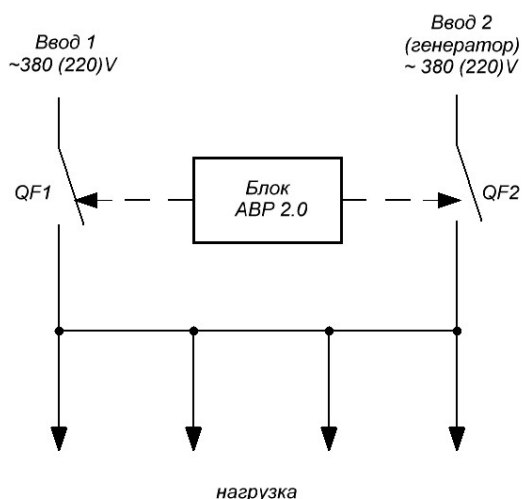 Ввод 1
~380 (220)V
Ввод 2
(генератор)
~ 380 (220)V
QF1
Блок
АВР 2.0
QF2
нагрузка